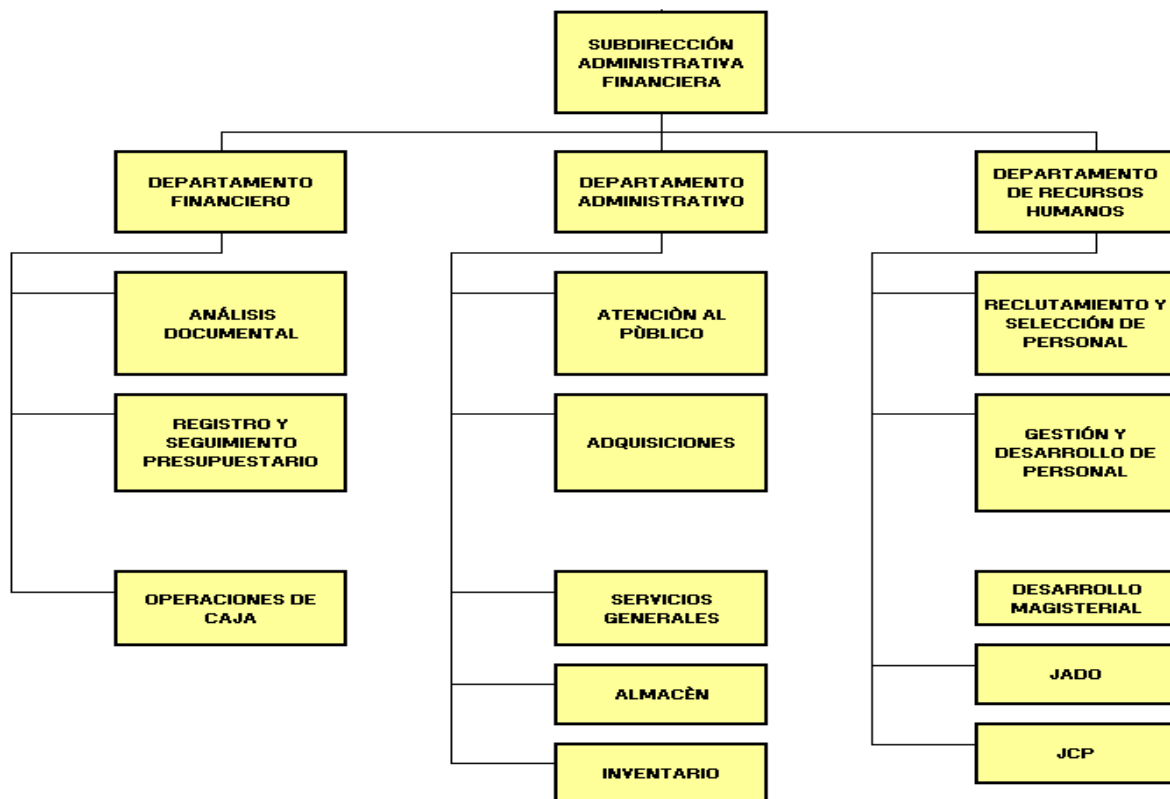 SUBDIRECCIÓN
ADMINISTRATIVA
FINANCIERA
DEPARTAMENTO
FINANCIERO
DEPARTAMENTO
ADMINISTRATIVO
DEPARTAMENTO
DE RECURSOS
HUMANOS
ANÁLISIS
DOCUMENTAL
ATENCIÒN AL
PÙBLICO
RECLUTAMIENTO Y
SELECCIÓN DE
PERSONAL
REGISTRO Y
SEGUIMIENTO
PRESUPUESTARIO
ADQUISICIONES
GESTIÓN Y
DESARROLLO DE
PERSONAL
OPERACIONES DE
CAJA
SERVICIOS
GENERALES
DESARROLLO
MAGISTERIAL
ALMACÈN
JADO
INVENTARIO
JCP